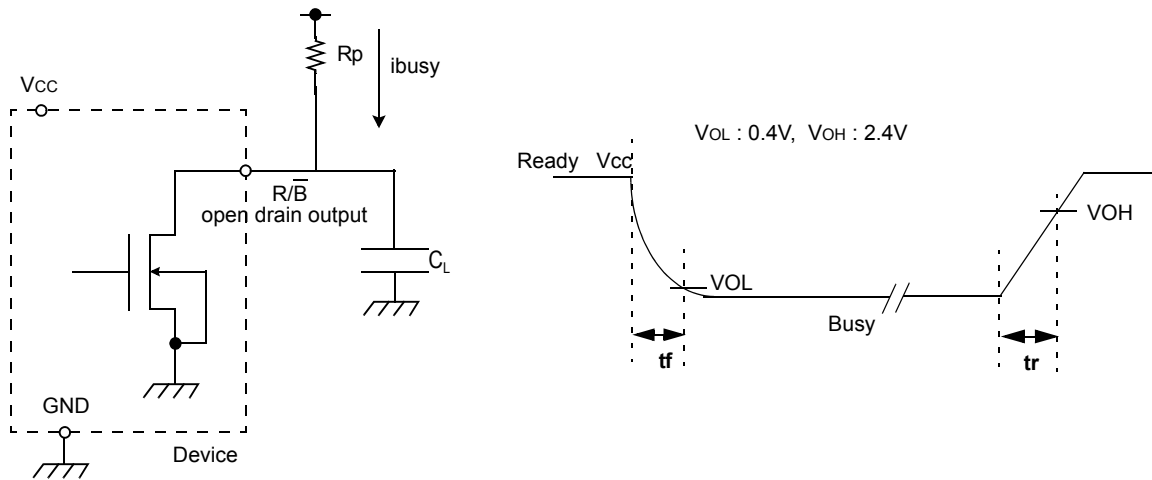 Rp
ibusy
VCC
R/B̅
open drain output
CL
GND
Device
VOL : 0.4V, VOH : 2.4V
Ready Vcc
VOH
VOL
Busy
tf
tr